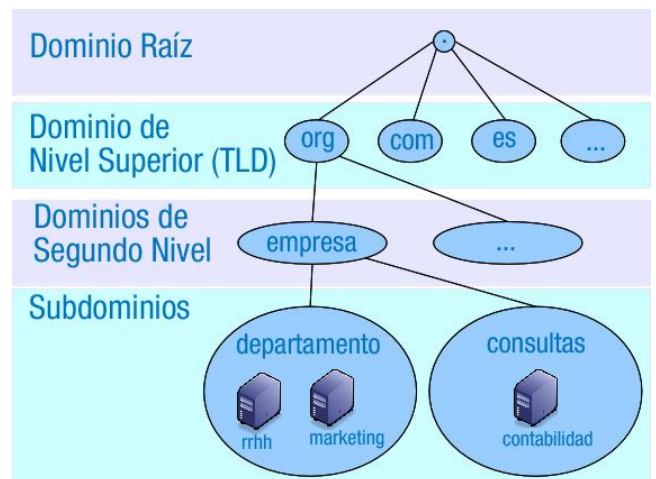 Dominio Raíz
.
Dominio de
Nivel Superior (TLD)
org
com
es
...
Dominios de
Segundo Nivel
empresa
...
Subdominios
departamento
rrhh
marketing
consultas
contabilidad